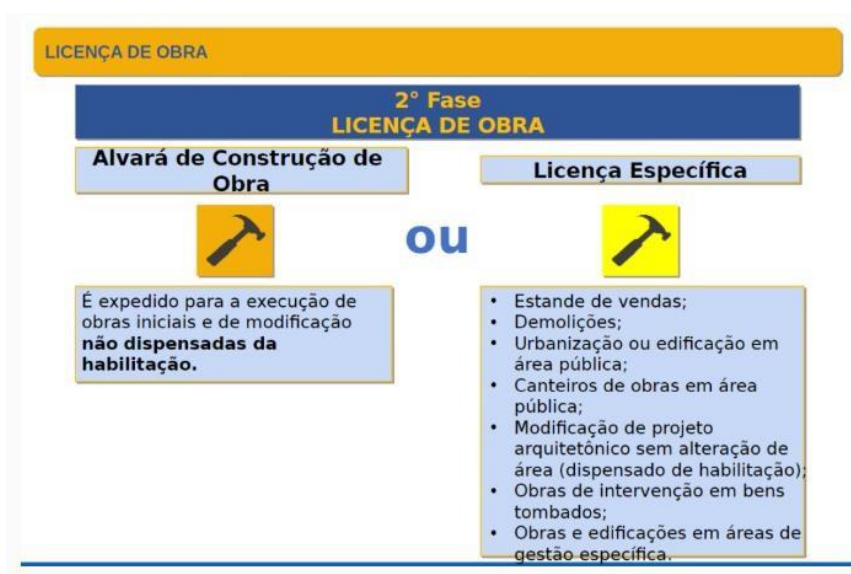 LICENÇA DE OBRA
2° Fase
LICENÇA DE OBRA
Alvará de Construção de
Obra
ou
Licença Específica
É expedido para a execução de
obras iniciais e de modificação
não dispensadas da
habilitação.
• Estande de vendas;
• Demolições;
• Urbanização ou edificação em
área pública;
• Canteiros de obras em área
pública;
• Modificação de projeto
arquitetônico sem alteração de
área (dispensado de habilitação);
• Obras de intervenção em bens
tombados;
• Obras e edificações em áreas de
gestão específica.